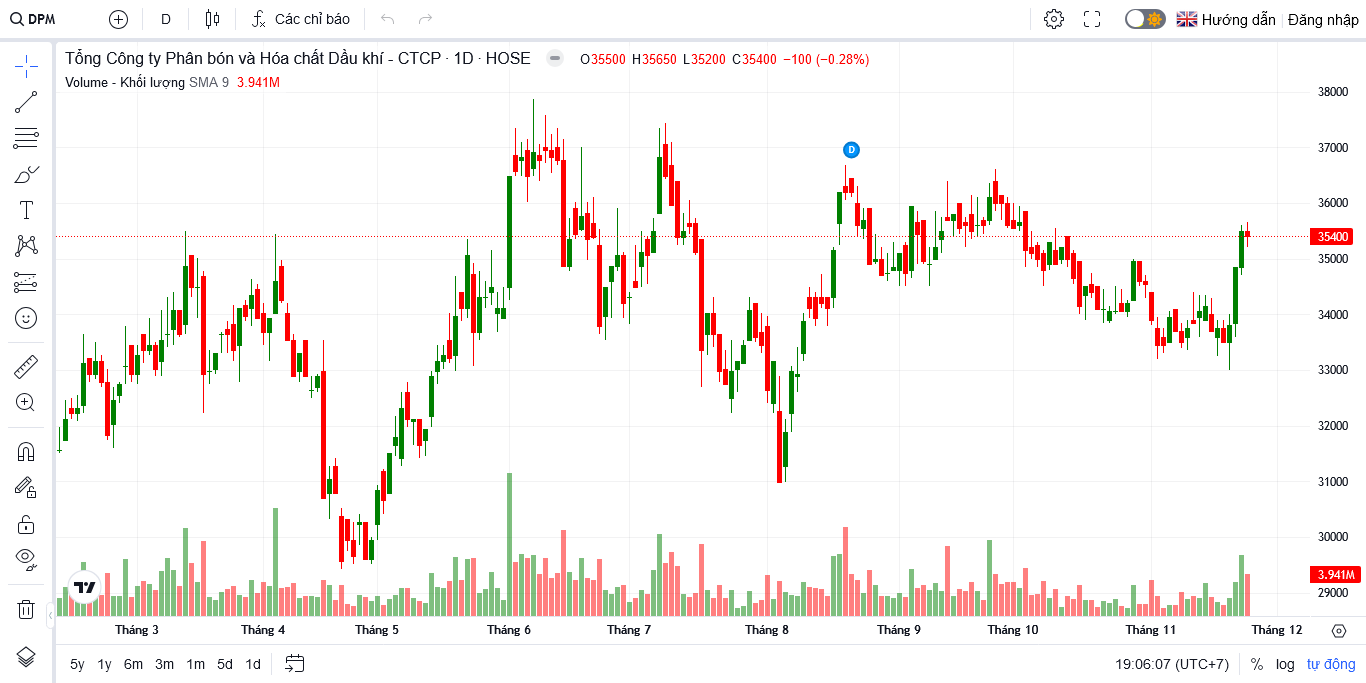 DPM D Các chỉ báo Hướng dẫn Đăng nhập
Tổng Công ty Phân bón và Hóa chất Dầu khí - CTCP · 1D · HOSE O35500 H35650 L35200 C35400 −100 (−0.28%)
Volume - Khối lượng SMA 9 3.941M
38000
37000
D
36000
35400
35000
34000
33000
32000
31000
30000
3.941M
29000
Tháng 3 Tháng 4 Tháng 5 Tháng 6 Tháng 7 Tháng 8 Tháng 9 Tháng 10 Tháng 11 Tháng 12
5y 1y 6m 3m 1m 5d 1d 19:06:07 (UTC+7) % log tự động